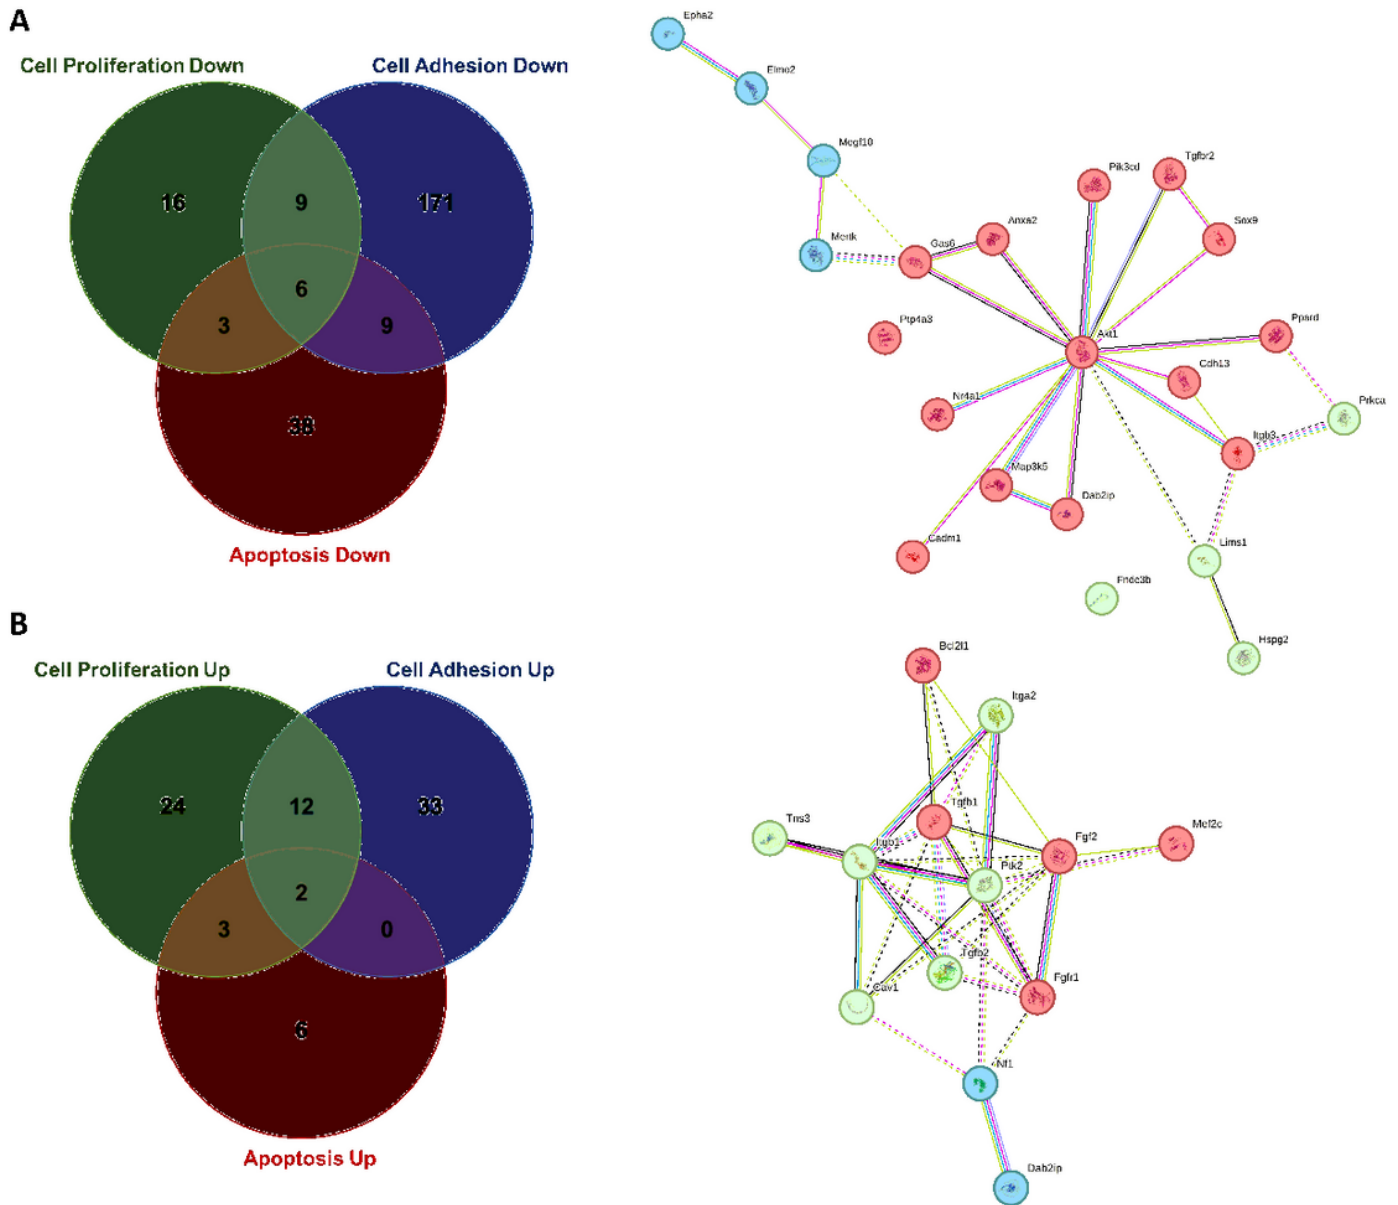 A
Cell Proliferation Down
Cell Adhesion Down
16
9
171
6
3
9
38
Apoptosis Down
Epha2
Elmo2
Megf10
Mertk
Gas6
Anxa2
Pik3cd
Tgfbr2
Sox9
Ptp4a3
Akt1
Ppard
Cdh13
Prkca
Nr4a1
Itgb3
Map3k5
Dab2ip
Cadm1
Lims1
Fndc3b
Hspg2
B
Cell Proliferation Up
Cell Adhesion Up
24
12
33
2
3
0
6
Apoptosis Up
Bcl2l1
Itga2
Tgfb1
Tns3
Fgf2
Mef2c
Itgb1
Ptk2
Tgfb2
Cav1
Fgfr1
Nf1
Dab2ip